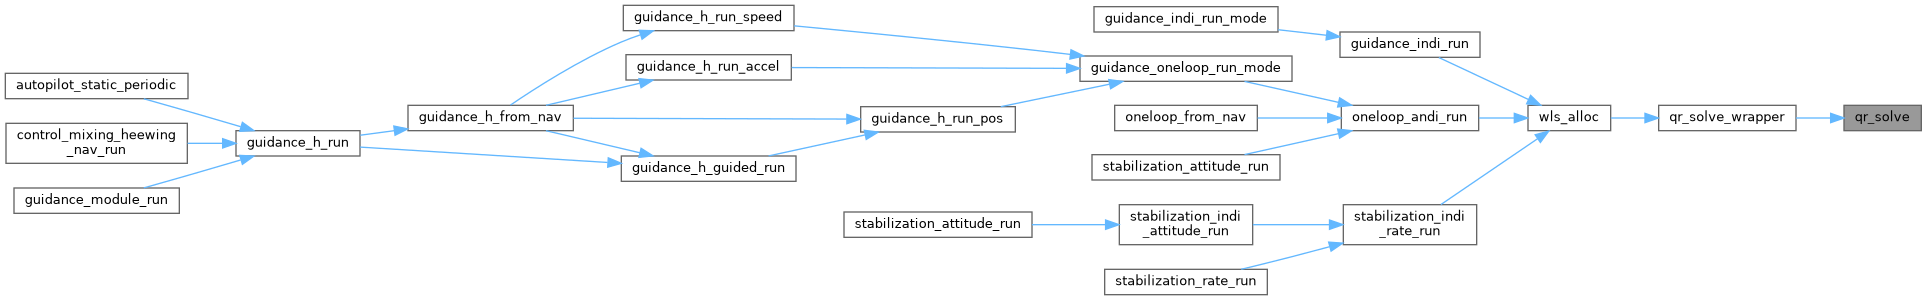 guidance_h_run_speed
guidance_indi_run_mode
guidance_indi_run
guidance_h_run_accel
guidance_oneloop_run_mode
autopilot_static_periodic
guidance_h_from_nav
guidance_h_run_pos
oneloop_from_nav
oneloop_andi_run
wls_alloc
qr_solve_wrapper
qr_solve
control_mixing_heewing
_nav_run
guidance_h_run
guidance_h_guided_run
stabilization_attitude_run
guidance_module_run
stabilization_attitude_run
stabilization_indi
_attitude_run
stabilization_indi
_rate_run
stabilization_rate_run